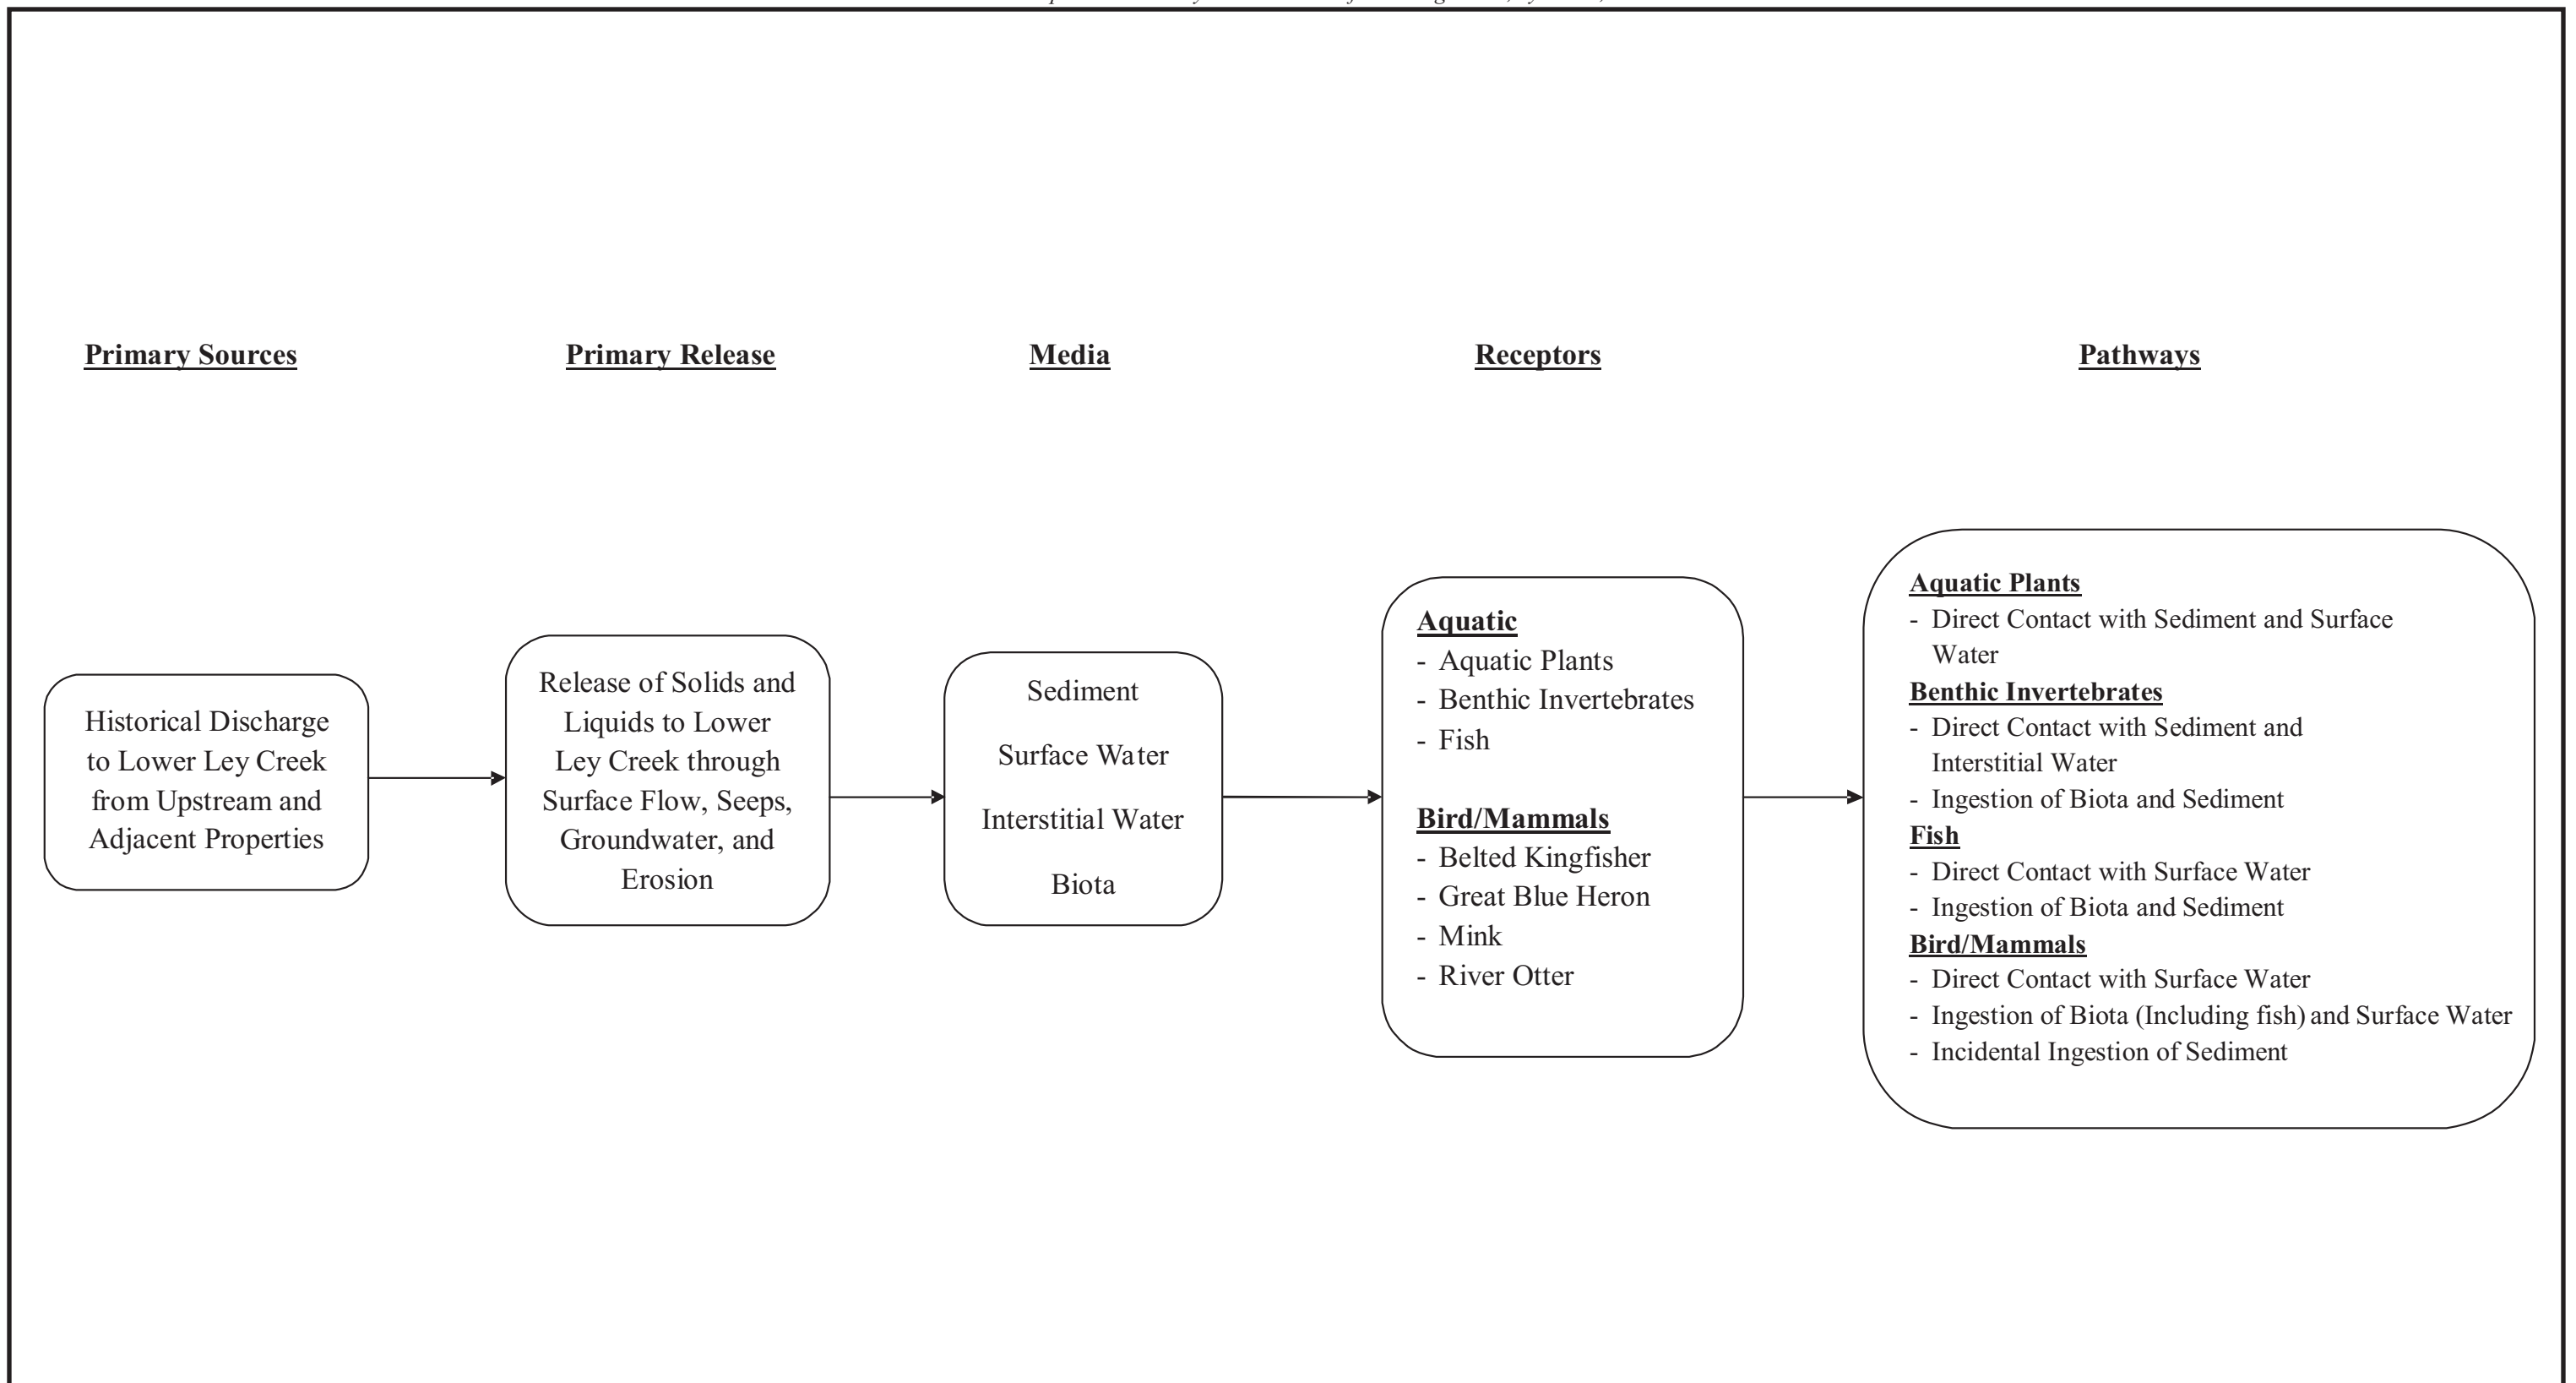 Primary Sources
Primary Release
Media
Receptors
Pathways
Historical Discharge
to Lower Ley Creek
from Upstream and
Adjacent Properties
Release of Solids and
Liquids to Lower
Ley Creek through
Surface Flow, Seeps,
Groundwater, and
Erosion
Sediment
Surface Water
Interstitial Water
Biota
Aquatic
- Aquatic Plants
- Benthic Invertebrates
- Fish
Bird/Mammals
- Belted Kingfisher
- Great Blue Heron
- Mink
- River Otter
Aquatic Plants
- Direct Contact with Sediment and Surface
Water
Benthic Invertebrates
- Direct Contact with Sediment and
Interstitial Water
- Ingestion of Biota and Sediment
Fish
- Direct Contact with Surface Water
- Ingestion of Biota and Sediment
Bird/Mammals
- Direct Contact with Surface Water
- Ingestion of Biota (Including fish) and Surface Water
- Incidental Ingestion of Sediment